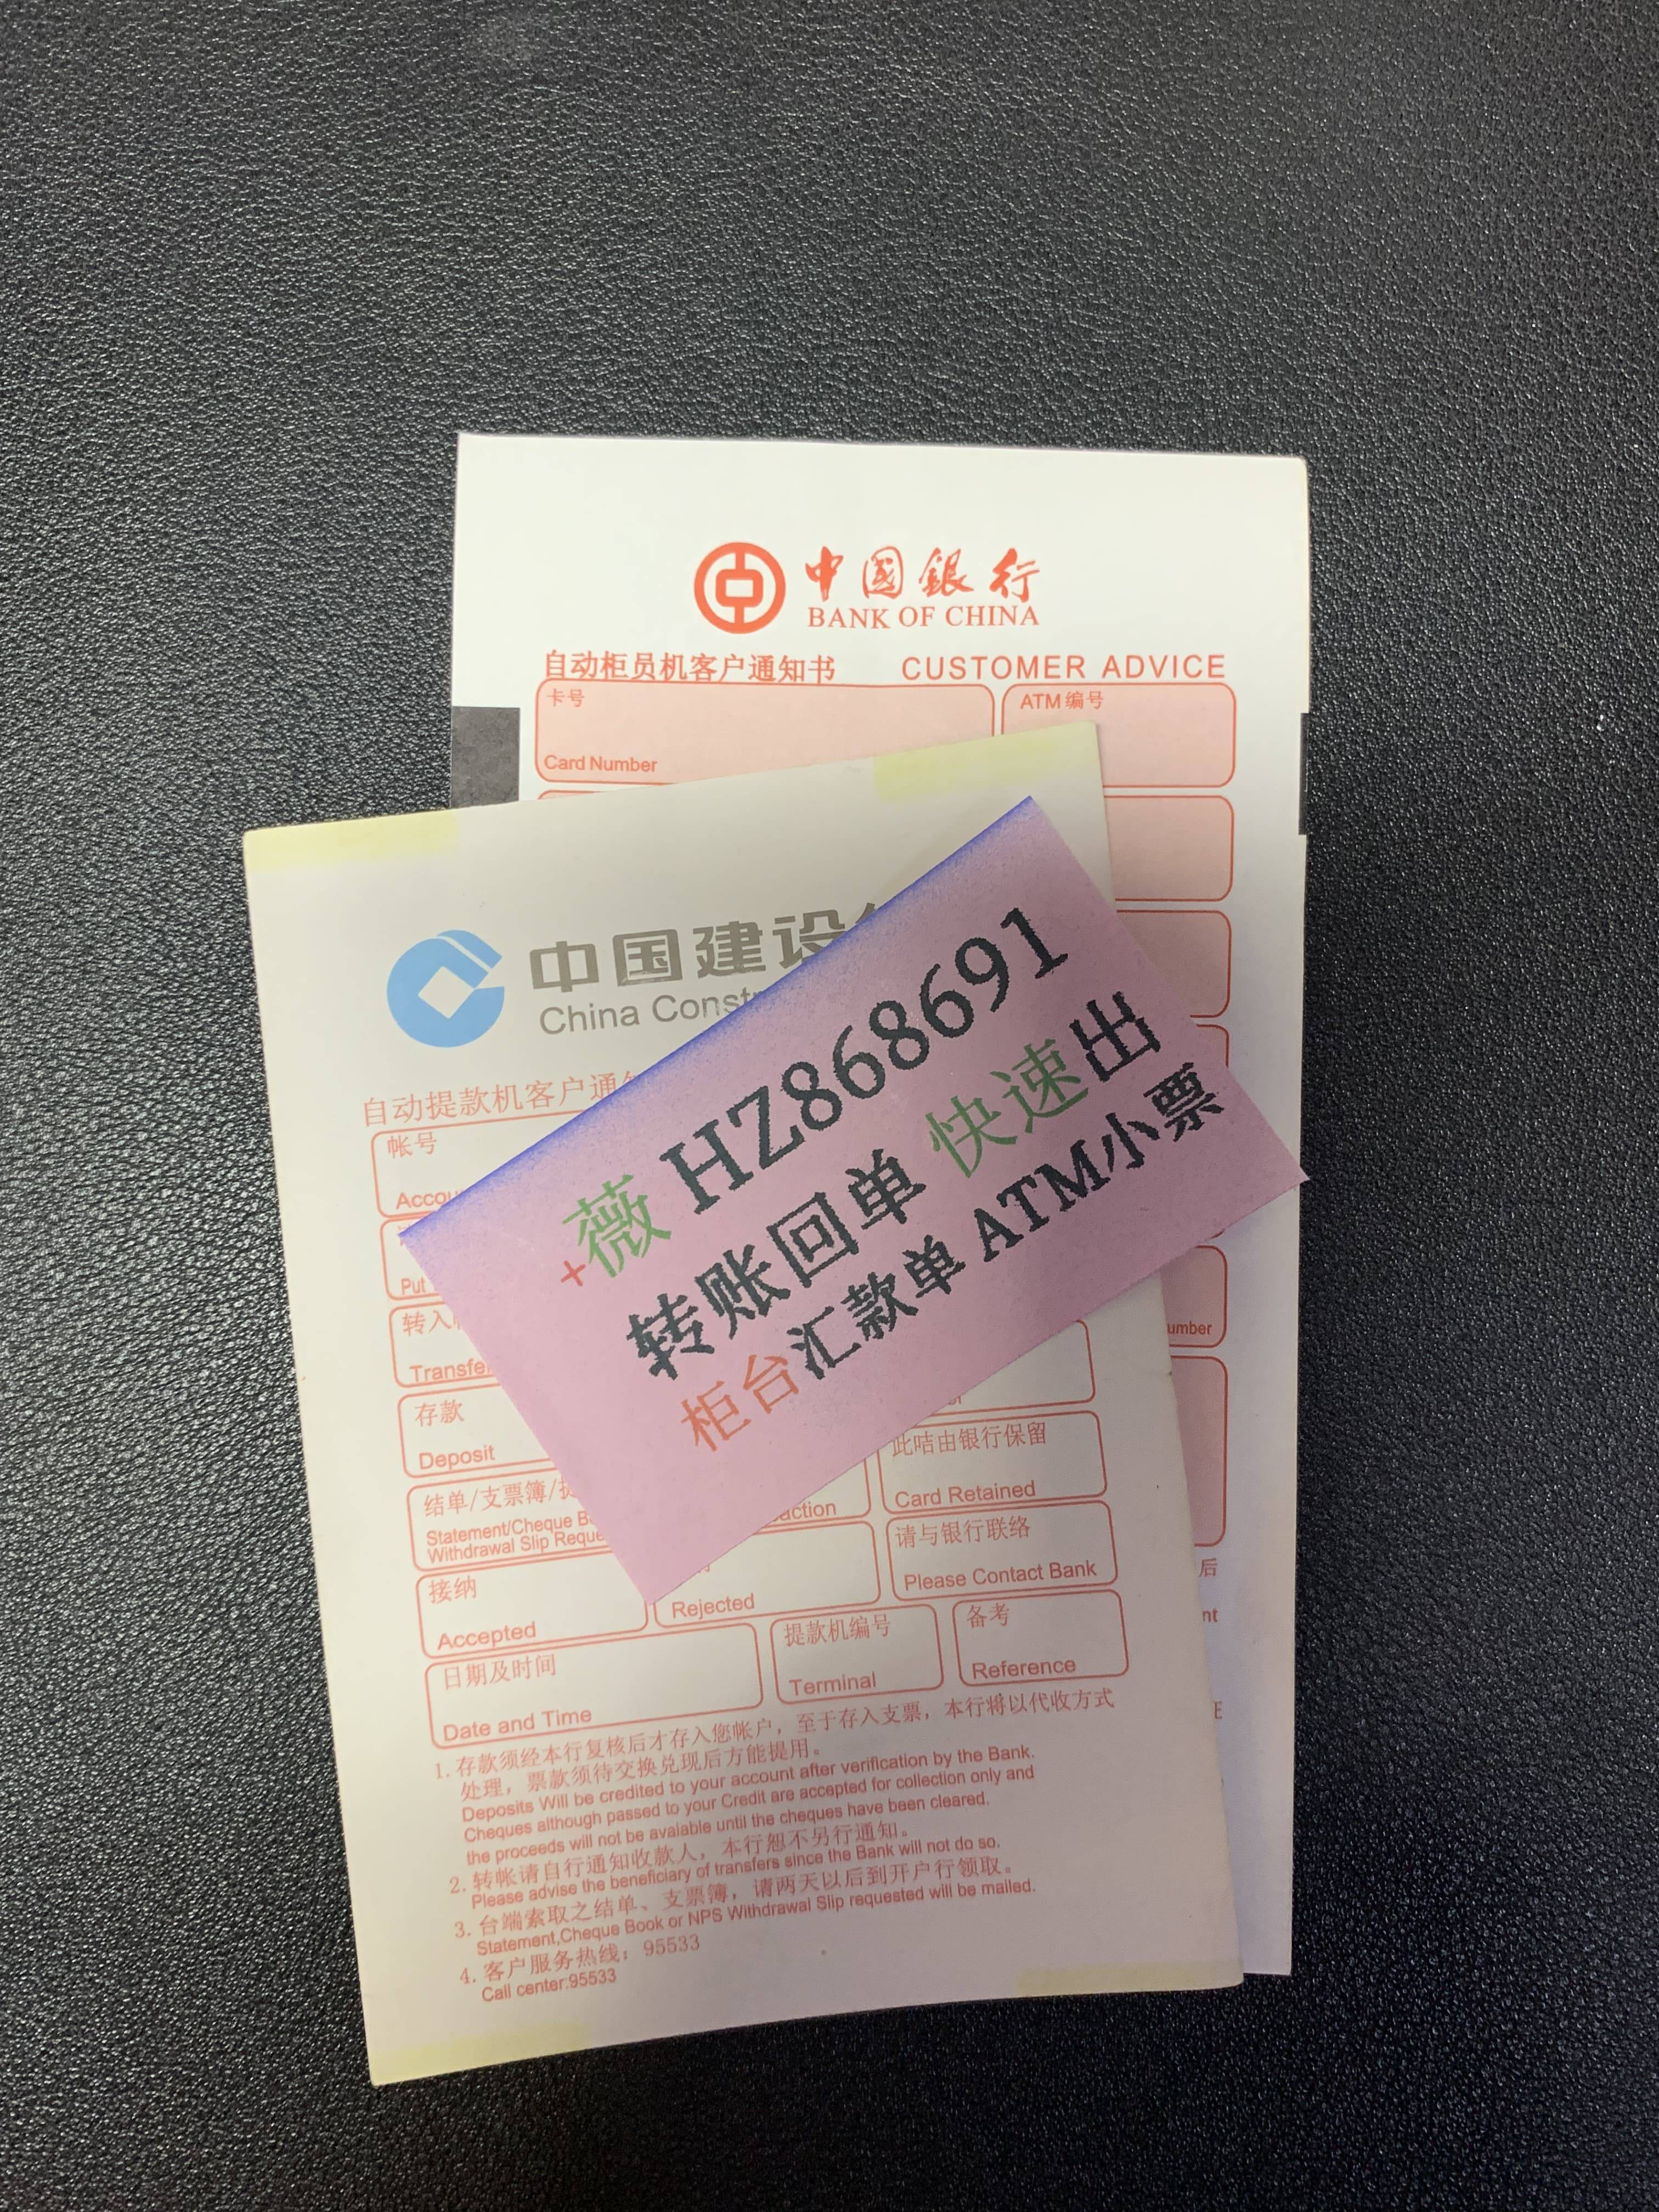 中国銀行
BANK OF CHINA
自动柜员机客户通知书 CUSTOMER ADVICE
卡号
Card Number
ATM 编号
umber
后
nt
中国建设
China Const
自动提款机客户通
帐号
Accou
Put
转入
Transfe
存款
Deposit
结单/支票簿/
Statement/Cheque B
Withdrawal Slip Reque
action
此咭由银行保留
Card Retained
接纳
Accepted
Rejected
请与银行联络
Please Contact Bank
日期及时间
Date and Time
提款机编号
Terminal
备考
Reference
1. 存款须经本行复核后才存入您帐户，至于存入支票，本行将以代收方式
处理，票款须待交换兑现后方能提用。
Deposits Will be credited to your account after verification by the Bank.
Cheques although passed to your Credit are accepted for collection only and
the proceeds will not be avaiable until the cheques have been cleared.
2. 转帐请自行通知收款人，本行恕不另行通知。
Please advise the beneficiary of transfers since the Bank will not do so.
3. 台端索取之结单、支票簿，请两天以后到开户行领取。
Statement,Cheque Book or NPS Withdrawal Slip requested will be mailed.
4. 客户服务热线：95533
Call center:95533
+薇 HZ868691
转账回单 快速出
柜台汇款单 ATM小票